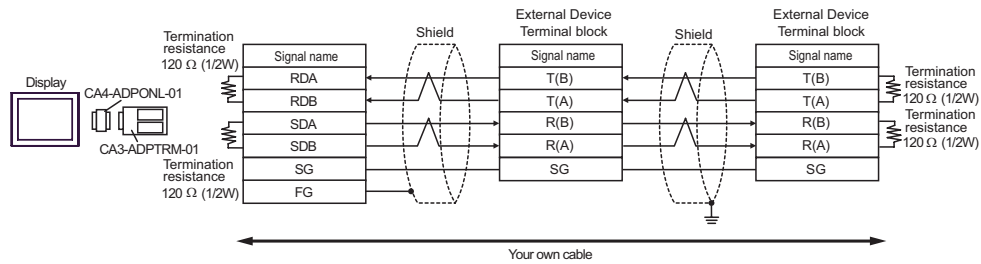 Display
CA4-ADPONL-01
CA3-ADPTRM-01
Termination
resistance
120 Ω (1/2W)
Termination
resistance
120 Ω (1/2W)
Signal name
RDA
RDB
SDA
SDB
SG
FG
Shield
External Device
Terminal block
Signal name
T(B)
T(A)
R(B)
R(A)
SG
Shield
External Device
Terminal block
Signal name
T(B)
T(A)
R(B)
R(A)
SG
Termination
resistance
120 Ω (1/2W)
Termination
resistance
120 Ω (1/2W)
Your own cable